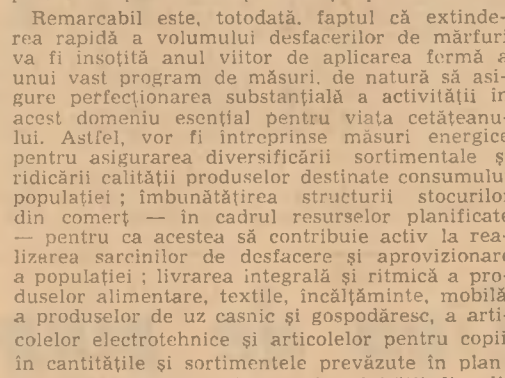 Remarcabil este, totodată, faptul că extinde-
rea rapidă a volumului desfacerilor de mărfuri
va fi însoțită anul viitor de aplicarea fermă a
unui vast program de măsuri, de natură să asi-
gure perfecționarea substanțială a activității în
acest domeniu esențial pentru viața cetățeanu-
lui. Astfel, vor fi întreprinse măsuri energice
pentru asigurarea diversificării sortimentale și
ridicării calității produselor destinate consumului
populației ; îmbunătățirea structurii stocurilor
din comerț — în cadrul resurselor planificate
— pentru ca acestea să contribuie activ la rea-
lizarea sarcinilor de desfacere și aprovizionare
a populației ; livrarea integrală și ritmică a pro-
duselor alimentare, textile, încălțăminte, mobilă
a produselor de uz casnic și gospodăresc, a arti-
colelor electrotehnice și articolelor pentru copii
în cantitățile și sortimentele prevăzute în plan